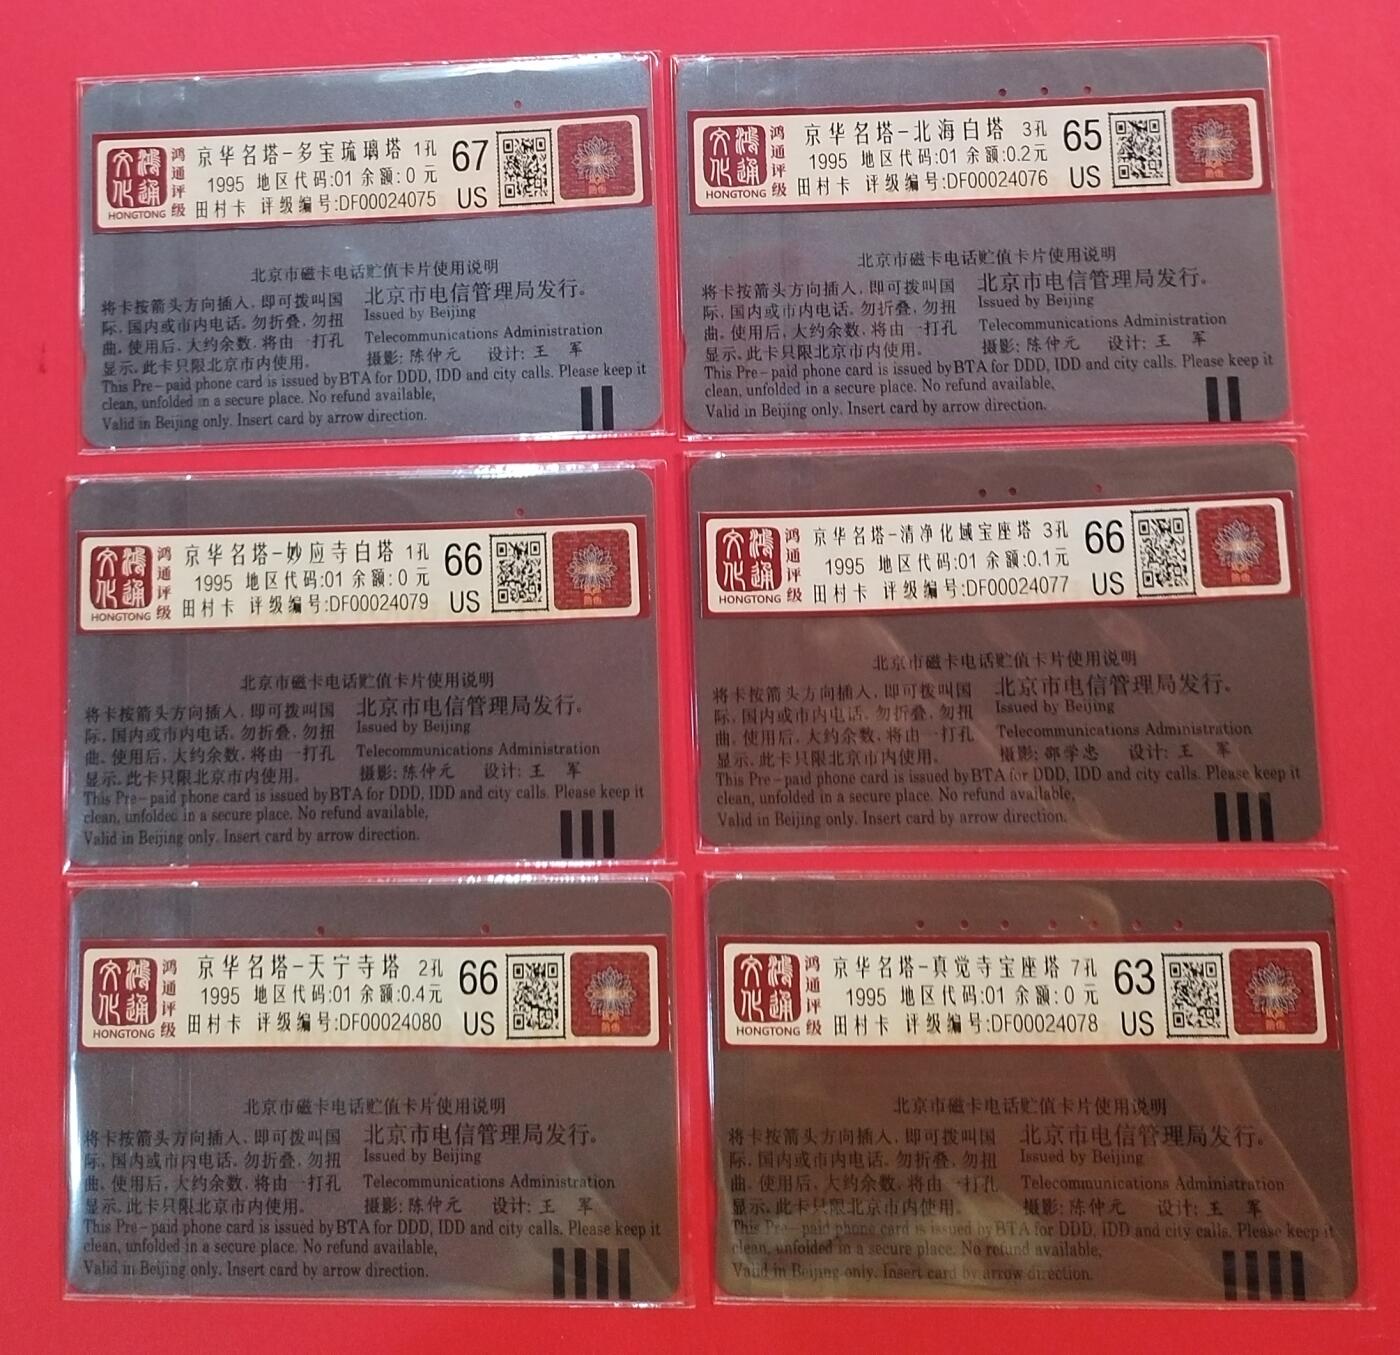 文化 鸿通
HONGTONG
鸿通评级
京华名塔-多宝琉璃塔 1孔
1995 地区代码:01 余额:0 元
田村卡 评级编号:DF00024075
67
US
北京市磁卡电话贮值卡片使用说明
将卡按箭头方向插入,即可拨叫国
际,国内或市内电话。勿折叠,勿扭
曲。使用后,大约余数,将由一打孔
显示。此卡只限北京市内使用。
北京市电信管理局发行。
Issued by Beijing
Telecommunications Administration
摄影:陈仲元 设计:王 军
This Pre-paid phone card is issued by BTA for DDD, IDD and city calls. Please keep it
clean, unfolded in a secure place. No refund available,
Valid in Beijing only. Insert card by arrow direction.
文化 鸿通
HONGTONG
鸿通评级
京华名塔-北海白塔 3孔
1995 地区代码:01 余额:0.2元
田村卡 评级编号:DF00024076
65
US
北京市磁卡电话贮值卡片使用说明
将卡按箭头方向插入,即可拨叫国
际,国内或市内电话。勿折叠,勿扭
曲。使用后,大约余数,将由一打孔
显示。此卡只限北京市内使用。
北京市电信管理局发行。
Issued by Beijing
Telecommunications Administration
摄影:陈仲元 设计:王 军
This Pre-paid phone card is issued by BTA for DDD, IDD and city calls. Please keep it
clean, unfolded in a secure place. No refund available,
Valid in Beijing only. Insert card by arrow direction.
文化 鸿通
HONGTONG
鸿通评级
京华名塔-妙应寺白塔 1孔
1995 地区代码:01 余额:0 元
田村卡 评级编号:DF00024079
66
US
北京市磁卡电话贮值卡片使用说明
将卡按箭头方向插入,即可拨叫国
际,国内或市内电话。勿折叠,勿扭
曲。使用后,大约余数,将由一打孔
显示。此卡只限北京市内使用。
北京市电信管理局发行。
Issued by Beijing
Telecommunications Administration
摄影:陈仲元 设计:王 军
This Pre-paid phone card is issued by BTA for DDD, IDD and city calls. Please keep it
clean, unfolded in a secure place. No refund available,
Valid in Beijing only. Insert card by arrow direction.
文化 鸿通
HONGTONG
鸿通评级
京华名塔-清净化域宝座塔 3孔
1995 地区代码:01 余额:0.1元
田村卡 评级编号:DF00024077
66
US
北京市磁卡电话贮值卡片使用说明
将卡按箭头方向插入,即可拨叫国
际,国内或市内电话。勿折叠,勿扭
曲。使用后,大约余数,将由一打孔
显示。此卡只限北京市内使用。
北京市电信管理局发行。
Issued by Beijing
Telecommunications Administration
摄影:邵学忠 设计:王 军
This Pre-paid phone card is issued by BTA for DDD, IDD and city calls. Please keep it
clean, unfolded in a secure place. No refund available,
Valid in Beijing only. Insert card by arrow direction.
文化 鸿通
HONGTONG
鸿通评级
京华名塔-天宁寺塔 2孔
1995 地区代码:01 余额:0.4元
田村卡 评级编号:DF00024080
66
US
北京市磁卡电话贮值卡片使用说明
将卡按箭头方向插入,即可拨叫国
际,国内或市内电话。勿折叠,勿扭
曲。使用后,大约余数,将由一打孔
显示。此卡只限北京市内使用。
北京市电信管理局发行。
Issued by Beijing
Telecommunications Administration
摄影:陈仲元 设计:王 军
This Pre-paid phone card is issued by BTA for DDD, IDD and city calls. Please keep it
clean, unfolded in a secure place. No refund available,
Valid in Beijing only. Insert card by arrow direction.
文化 鸿通
HONGTONG
鸿通评级
京华名塔-真觉寺宝座塔 7孔
1995 地区代码:01 余额:0 元
田村卡 评级编号:DF00024078
63
US
北京市磁卡电话贮值卡片使用说明
将卡按箭头方向插入,即可拨叫国
际,国内或市内电话。勿折叠,勿扭
曲。使用后,大约余数,将由一打孔
显示。此卡只限北京市内使用。
北京市电信管理局发行。
Issued by Beijing
Telecommunications Administration
摄影:陈仲元 设计:王 军
This Pre-paid phone card is issued by BTA for DDD, IDD and city calls. Please keep it
clean, unfolded in a secure place. No refund available,
Valid in Beijing only. Insert card by arrow direction.